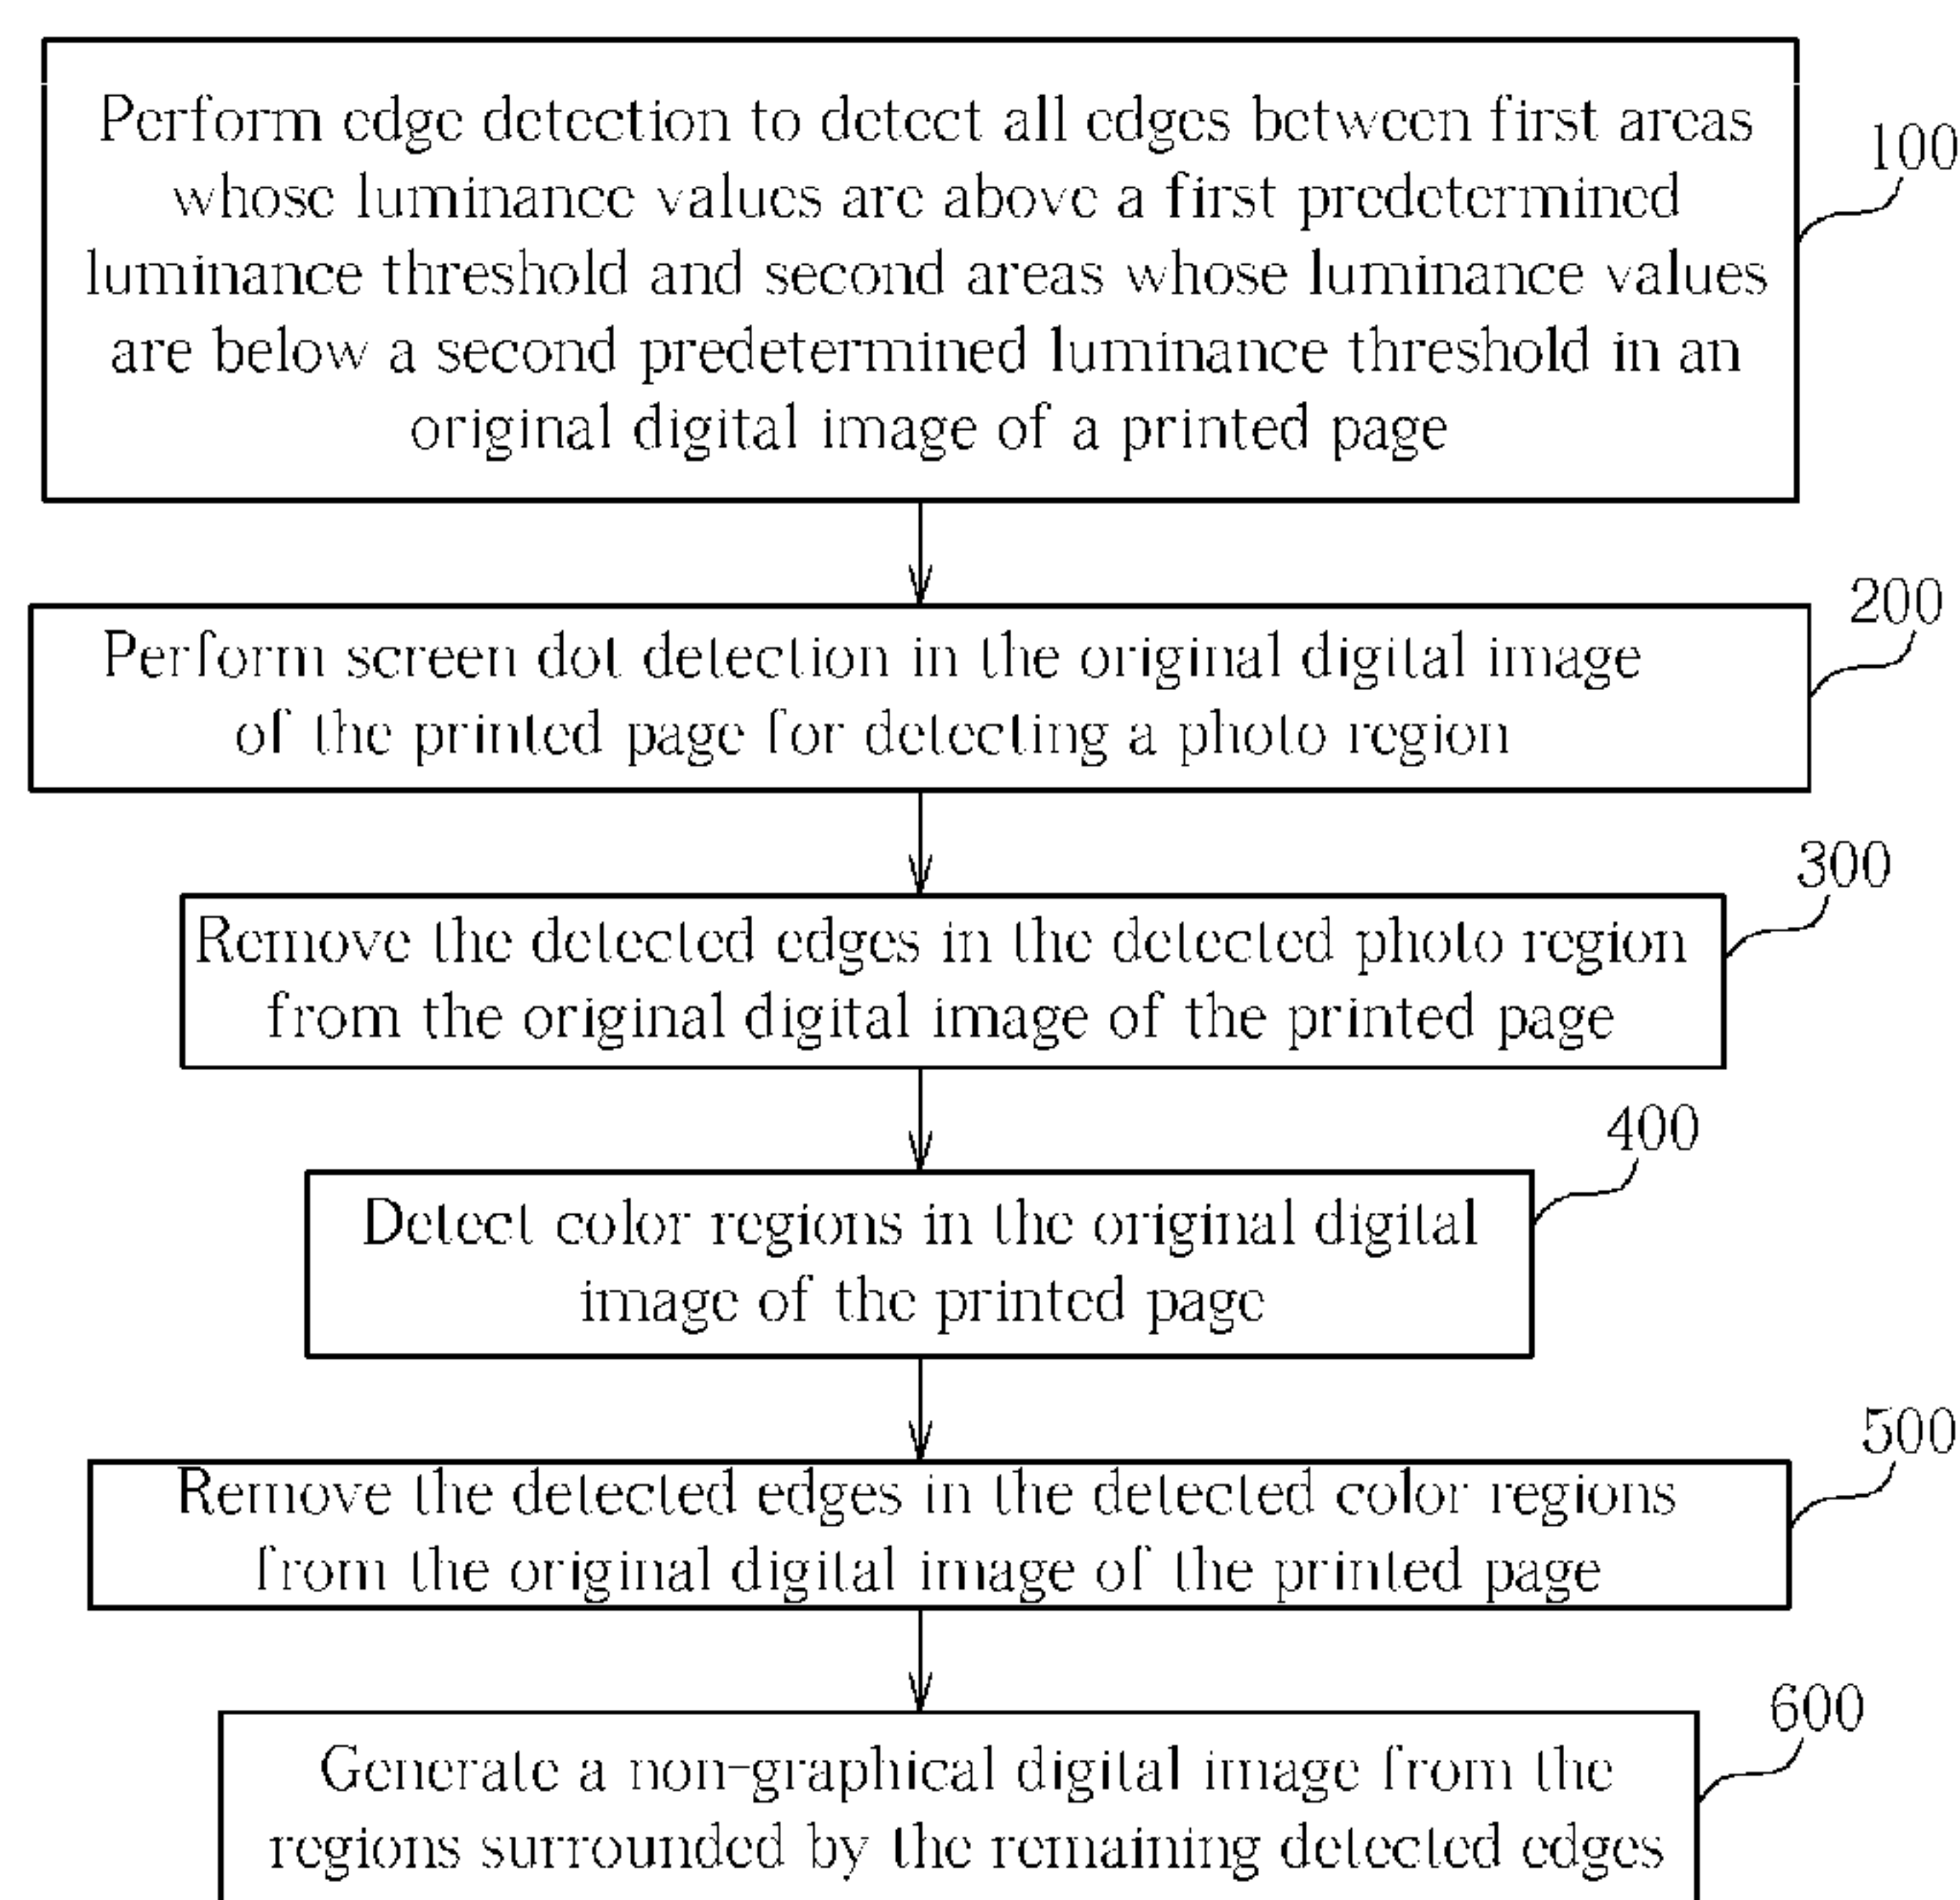 Perform edge detection to detect all edges between first areas
whose luminance values are above a first predetermined
luminance threshold and second areas whose luminance values
are below a second predetermined luminance threshold in an
original digital image of a printed page
100
Perform screen dot detection in the original digital image
of the printed page for detecting a photo region
200
Remove the detected edges in the detected photo region
from the original digital image of the printed page
300
Detect color regions in the original digital
image of the printed page
400
Remove the detected edges in the detected color regions
from the original digital image of the printed page
500
Generate a non-graphical digital image from the
regions surrounded by the remaining detected edges
600